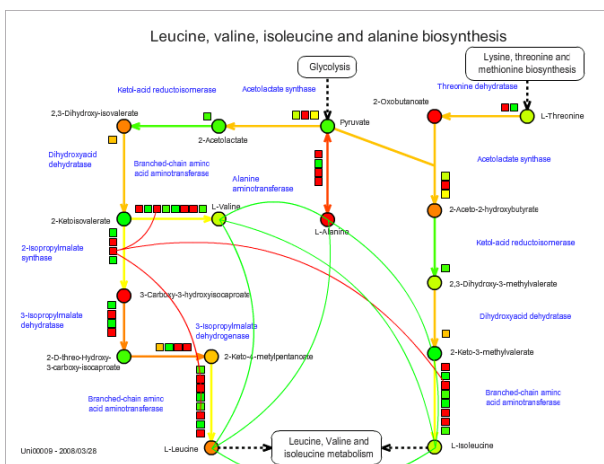 Leucine, valine, isoleucine and alanine biosynthesis
Glycolysis
Lysine, threonine and
methionine biosynthesis
Ketol-acid reductoisomerase
Acetolactate synthase
Threonine dehydratase
2,3-Dihydroxy-isovalerate
2-Acetolactate
Pyruvate
2-Oxobutanoate
L-Threonine
Dihydroxyacid
dehydratase
Branched-chain aminc
acid aminotransferase
Alanine
aminotransferase
Acetolactate synthase
L-Valine
2-Ketoisovalerate
L-Alanine
2-Aceto-2-hydroxybutyrate
2-Isopropylmalate
synthase
Ketol-acid reductoisomerase
3-Carboxy-3-hydroxyisocaproate
2,3-Dihydroxy-3-methylvalerate
3-Isopropylmalate
dehydratase
3-Isopropylmalate
dehydrogenase
Dihydroxyacid dehydratase
2-D-threo-Hydroxy-
3-carboxy-isocaproate
2-Keto-4-metylpentanone
2-Keto-3-methylvalerate
Branched-chain aminc
acid aminotransferase
Branched-chain aminc
acid aminotransferase
L-Leucine
Leucine, Valine and
isoleucine metabolism
L-Isoleucine
Uni00009 - 2008/03/28